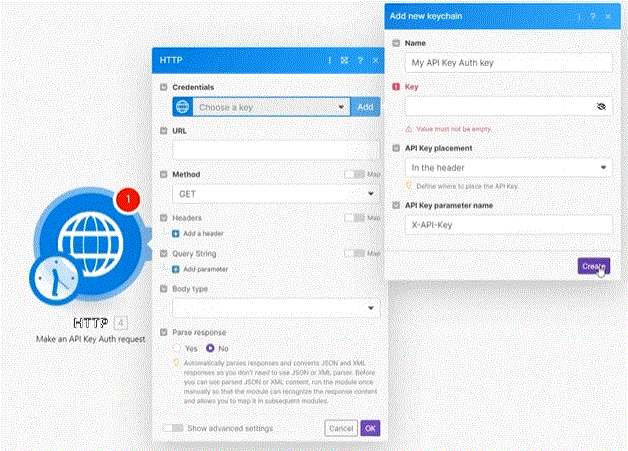 1
HTTP 4
Make an API Key Auth request
HTTP
Credentials
Choose a key
Add
URL
Method
Map
GET
Headers
Map
Add a header
Query String
Map
Add parameter
Body type
Parse response
Yes No
Automatically parses responses and converts JSON and XML
responses so you don't need to use JSON or XML parser. Before
you can use parsed JSON or XML content, run the module once
manually so that the module can recognize the response content
and allows you to map it in subsequent modules.
Show advanced settings
Cancel OK
Add new keychain
Name
My API Key Auth key
Key
Value must not be empty.
API Key placement
In the header
Define where to place the API Key.
API Key parameter name
X-API-Key
Create